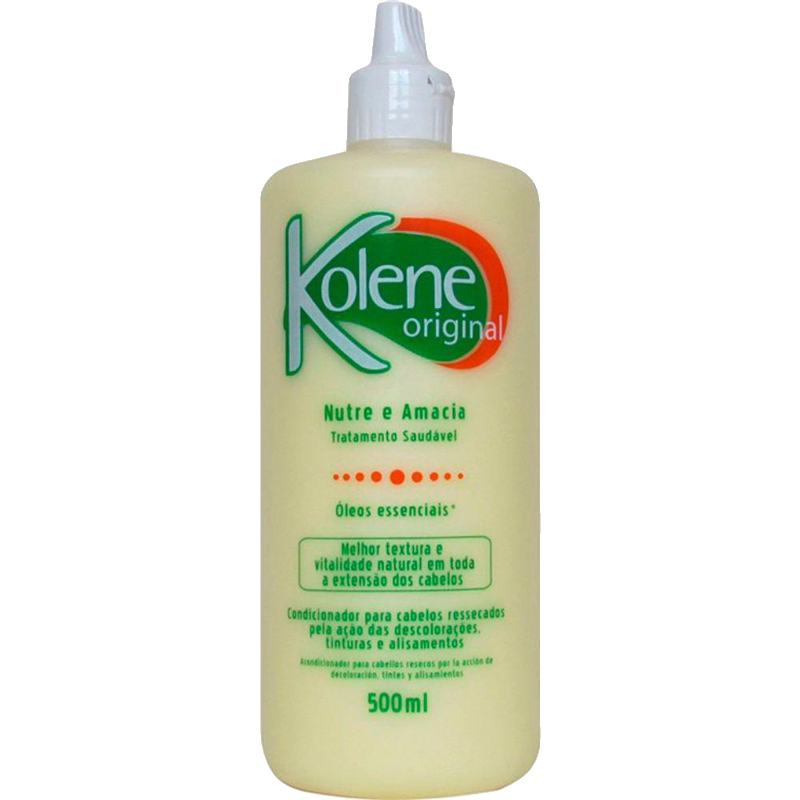 Kolene
original
Nutre e Amacia
Tratamento Saudável
Óleos essenciais*
Melhor textura e
vitalidade natural em toda
a extensão dos cabelos
Condicionador para cabelos ressecados
pela ação das descolorações,
tinturas e alisamentos
Acondicionador para cabellos resecos por la acción de
decoloración, tintes y alisamientos
500ml